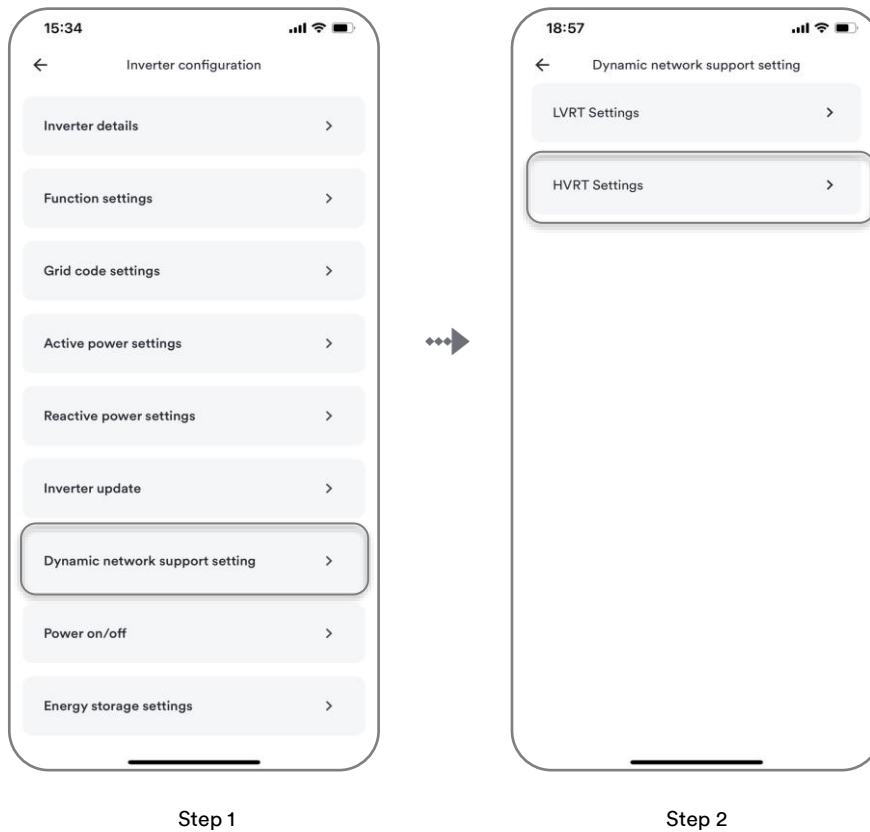 15:34
Inverter configuration
Inverter details
Function settings
Grid code settings
Active power settings
Reactive power settings
Inverter update
Dynamic network support setting
Power on/off
Energy storage settings
Step 1
18:57
Dynamic network support setting
LVRT Settings
HVRT Settings
Step 2